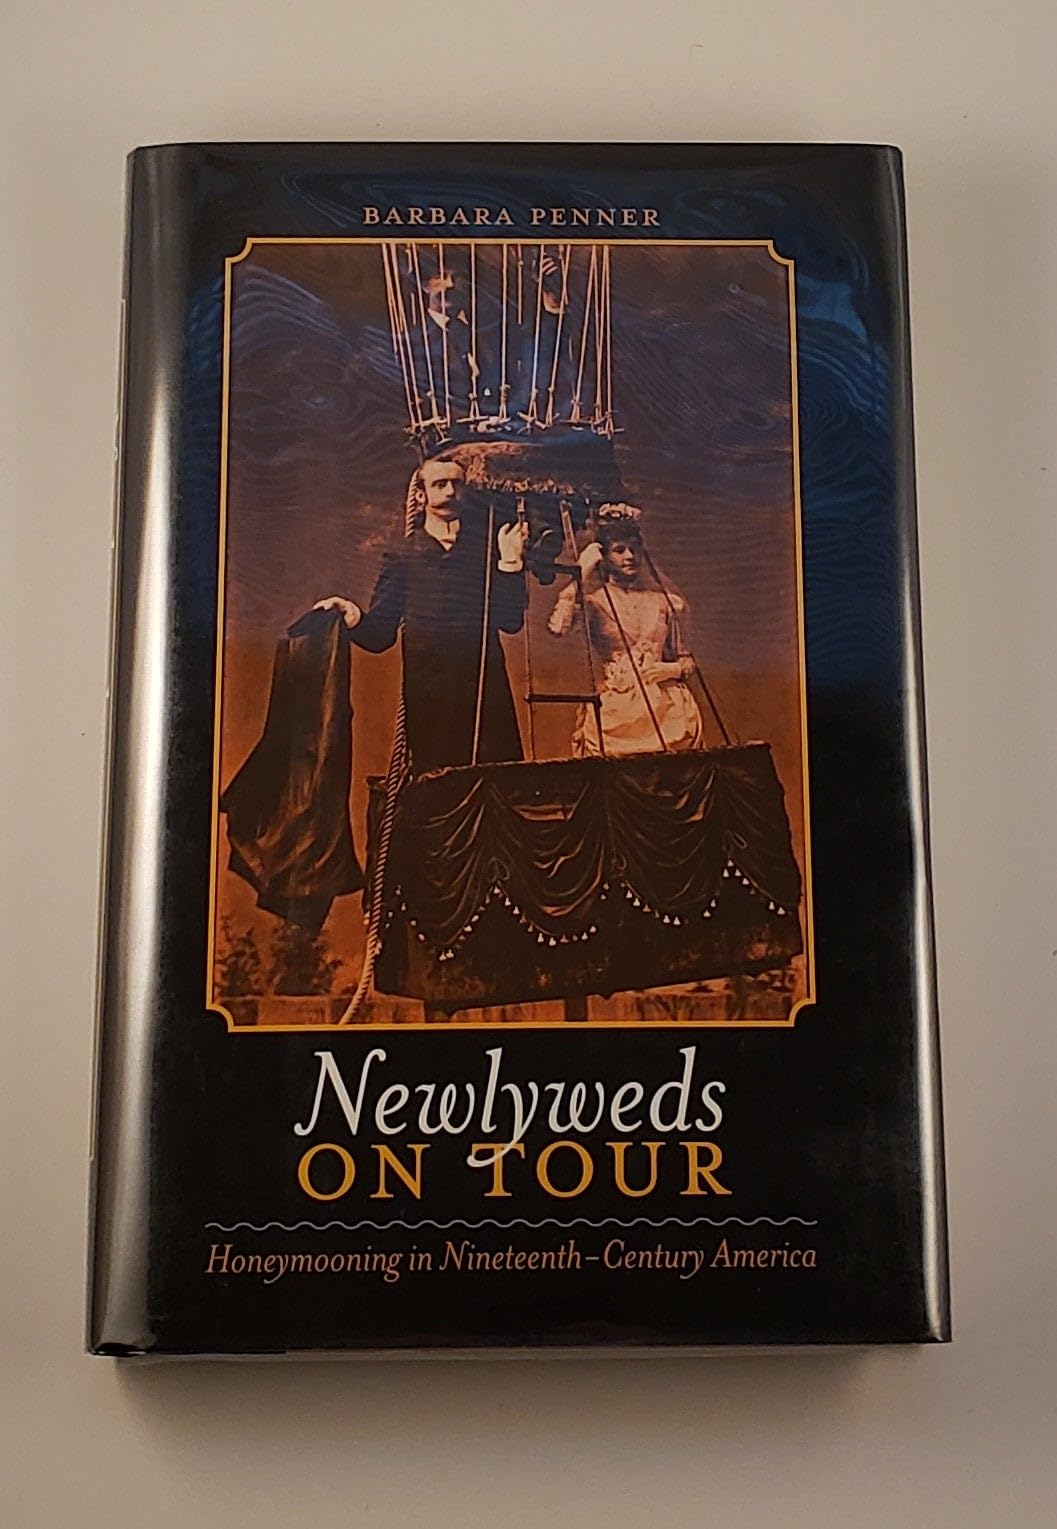 BARBARA PENNER
Newlyweds
ON TOUR
Honeymooning in Nineteenth-Century America